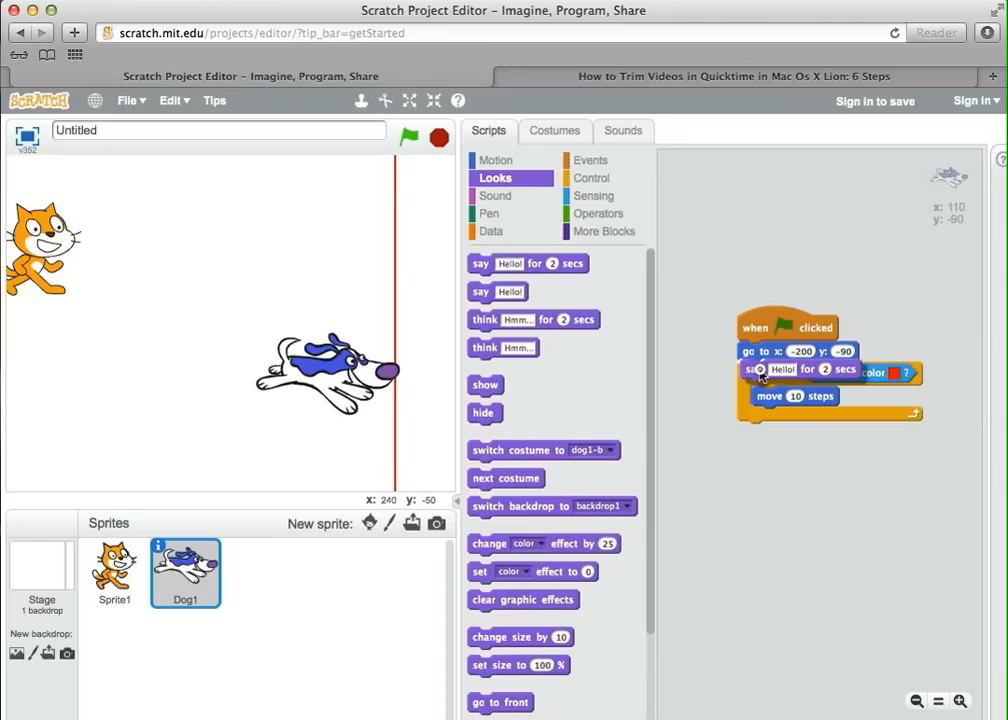 Scratch Project Editor – Imagine, Program, Share
scratch.mit.edu/projects/editor/?tip_bar=getStarted
Reader
Scratch Project Editor – Imagine, Program, Share
How to Trim Videos in Quicktime in Mac Os X Lion: 6 Steps
SCRATCH
File
Edit
Tips
Sign in to save
Sign in
v352
Untitled
Scripts
Costumes
Sounds
Motion
Events
Looks
Control
Sound
Sensing
Pen
Operators
Data
More Blocks
say Hello! for 2 secs
say Hello!
think Hmm... for 2 secs
think Hmm...
show
hide
switch costume to dog1-b
next costume
switch backdrop to backdrop1
change color effect by 25
set color effect to 0
clear graphic effects
change size by 10
set size to 100 %
go to front
x: 110
y: -90
when clicked
go to x: -200 y: -90
Hello! for 2 secs
color ?
move 10 steps
x: 240 y: -50
Sprites
New sprite:
Stage
1 backdrop
New backdrop:
Sprite1
Dog1